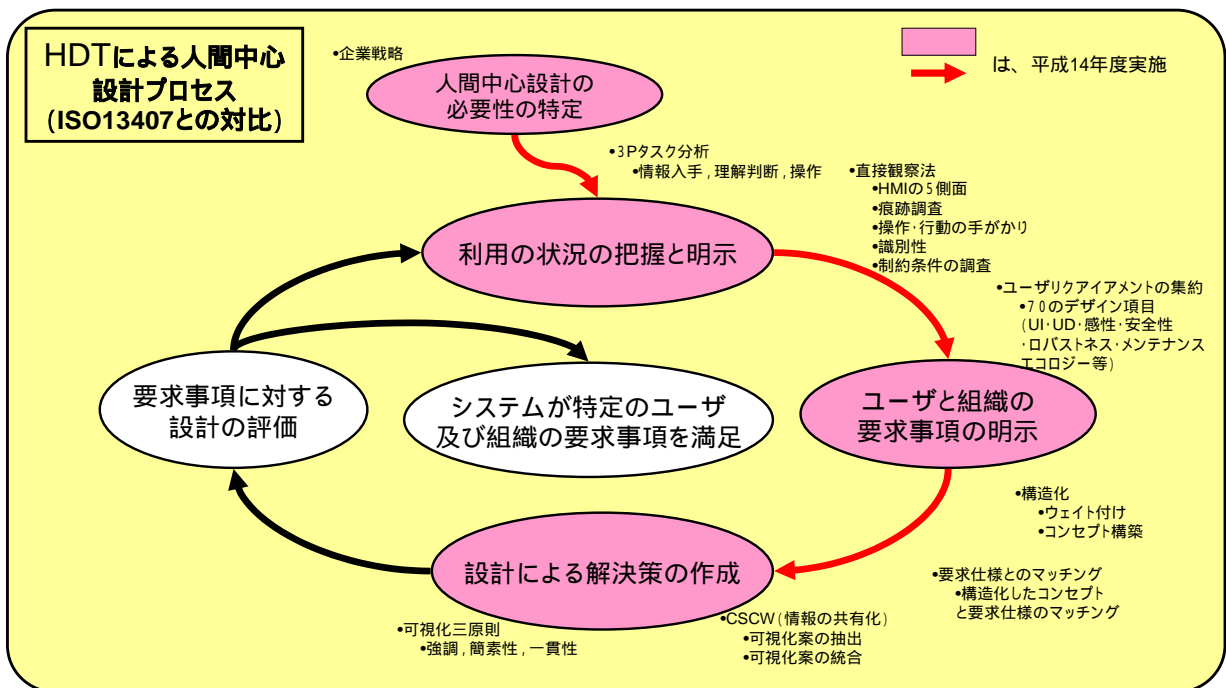 HDTによる人間中心
設計プロセス
(ISO13407との対比)
•企業戦略
人間中心設計の
必要性の特定
は、平成14年度実施
•3Pタスク分析
•情報入手,理解判断,操作
•直接観察法
•HMIの5側面
•痕跡調査
•操作・行動の手がかり
•識別性
•制約条件の調査
利用の状況の把握と明示
•ユーザリクアイアメントの集約
•70のデザイン項目
(UI・UD・感性・安全性
・ロバストネス・メンテナンス
エコロジー等)
要求事項に対する
設計の評価
システムが特定のユーザ
及び組織の要求事項を満足
ユーザと組織の
要求事項の明示
•構造化
•ウェイト付け
•コンセプト構築
設計による解決策の作成
•要求仕様とのマッチング
•構造化したコンセプト
と要求仕様のマッチング
•可視化三原則
•強調,簡素性,一貫性
•CSCW(情報の共有化)
•可視化案の抽出
•可視化案の統合